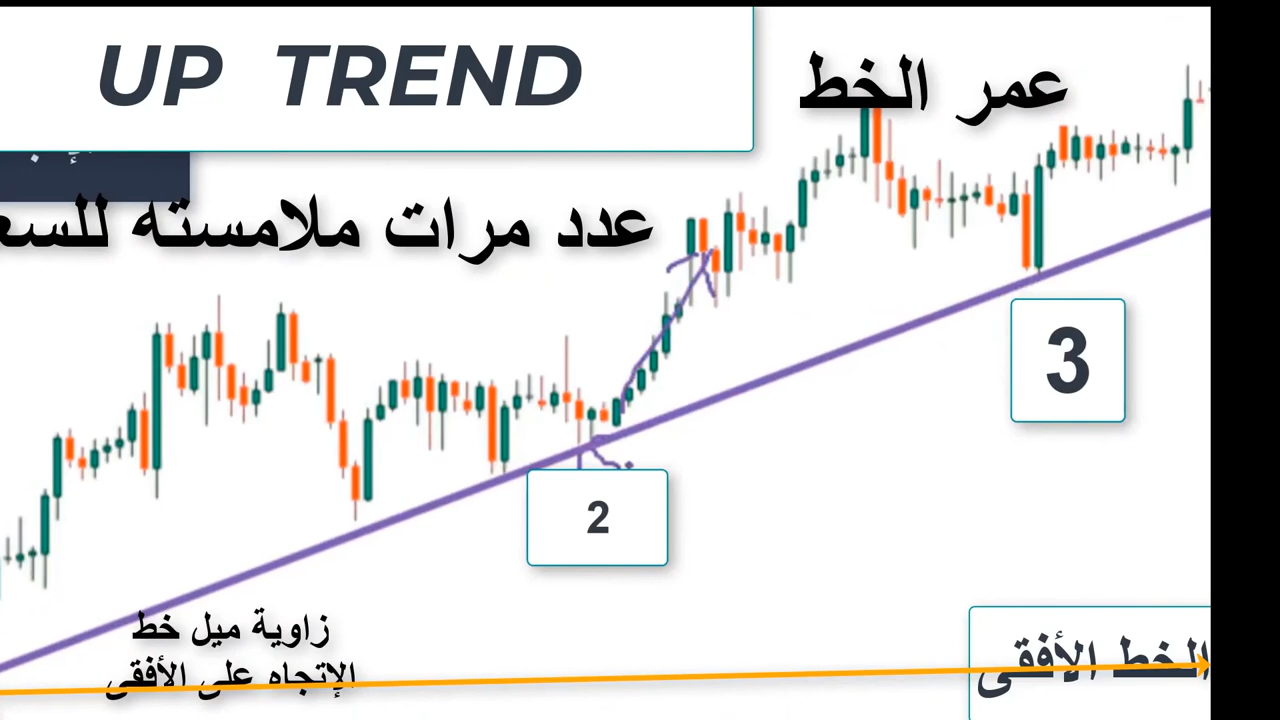 UP TREND
عمر الخط
عدد مرات ملامسته
3
2
زاوية ميل خط
الإتجاه على الأفقى
الخط الأفقى